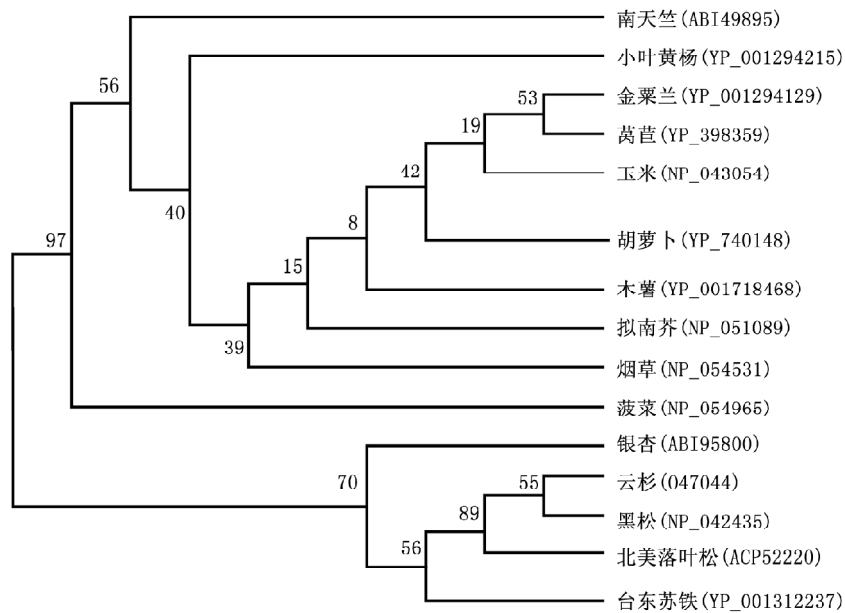 南天竺(ABI49895)
小叶黄杨(YP_001294215)
金粟兰(YP_001294129)
莴苣(YP_398359)
玉米(NP_043054)
胡萝卜(YP_740148)
木薯(YP_001718468)
拟南芥(NP_051089)
烟草(NP_054531)
菠菜(NP_054965)
银杏(ABI95800)
云杉(O47044)
黑松(NP_042435)
北美落叶松(ACP52220)
台东苏铁(YP_001312237)
56
53
19
42
40
8
97
15
39
70
55
89
56